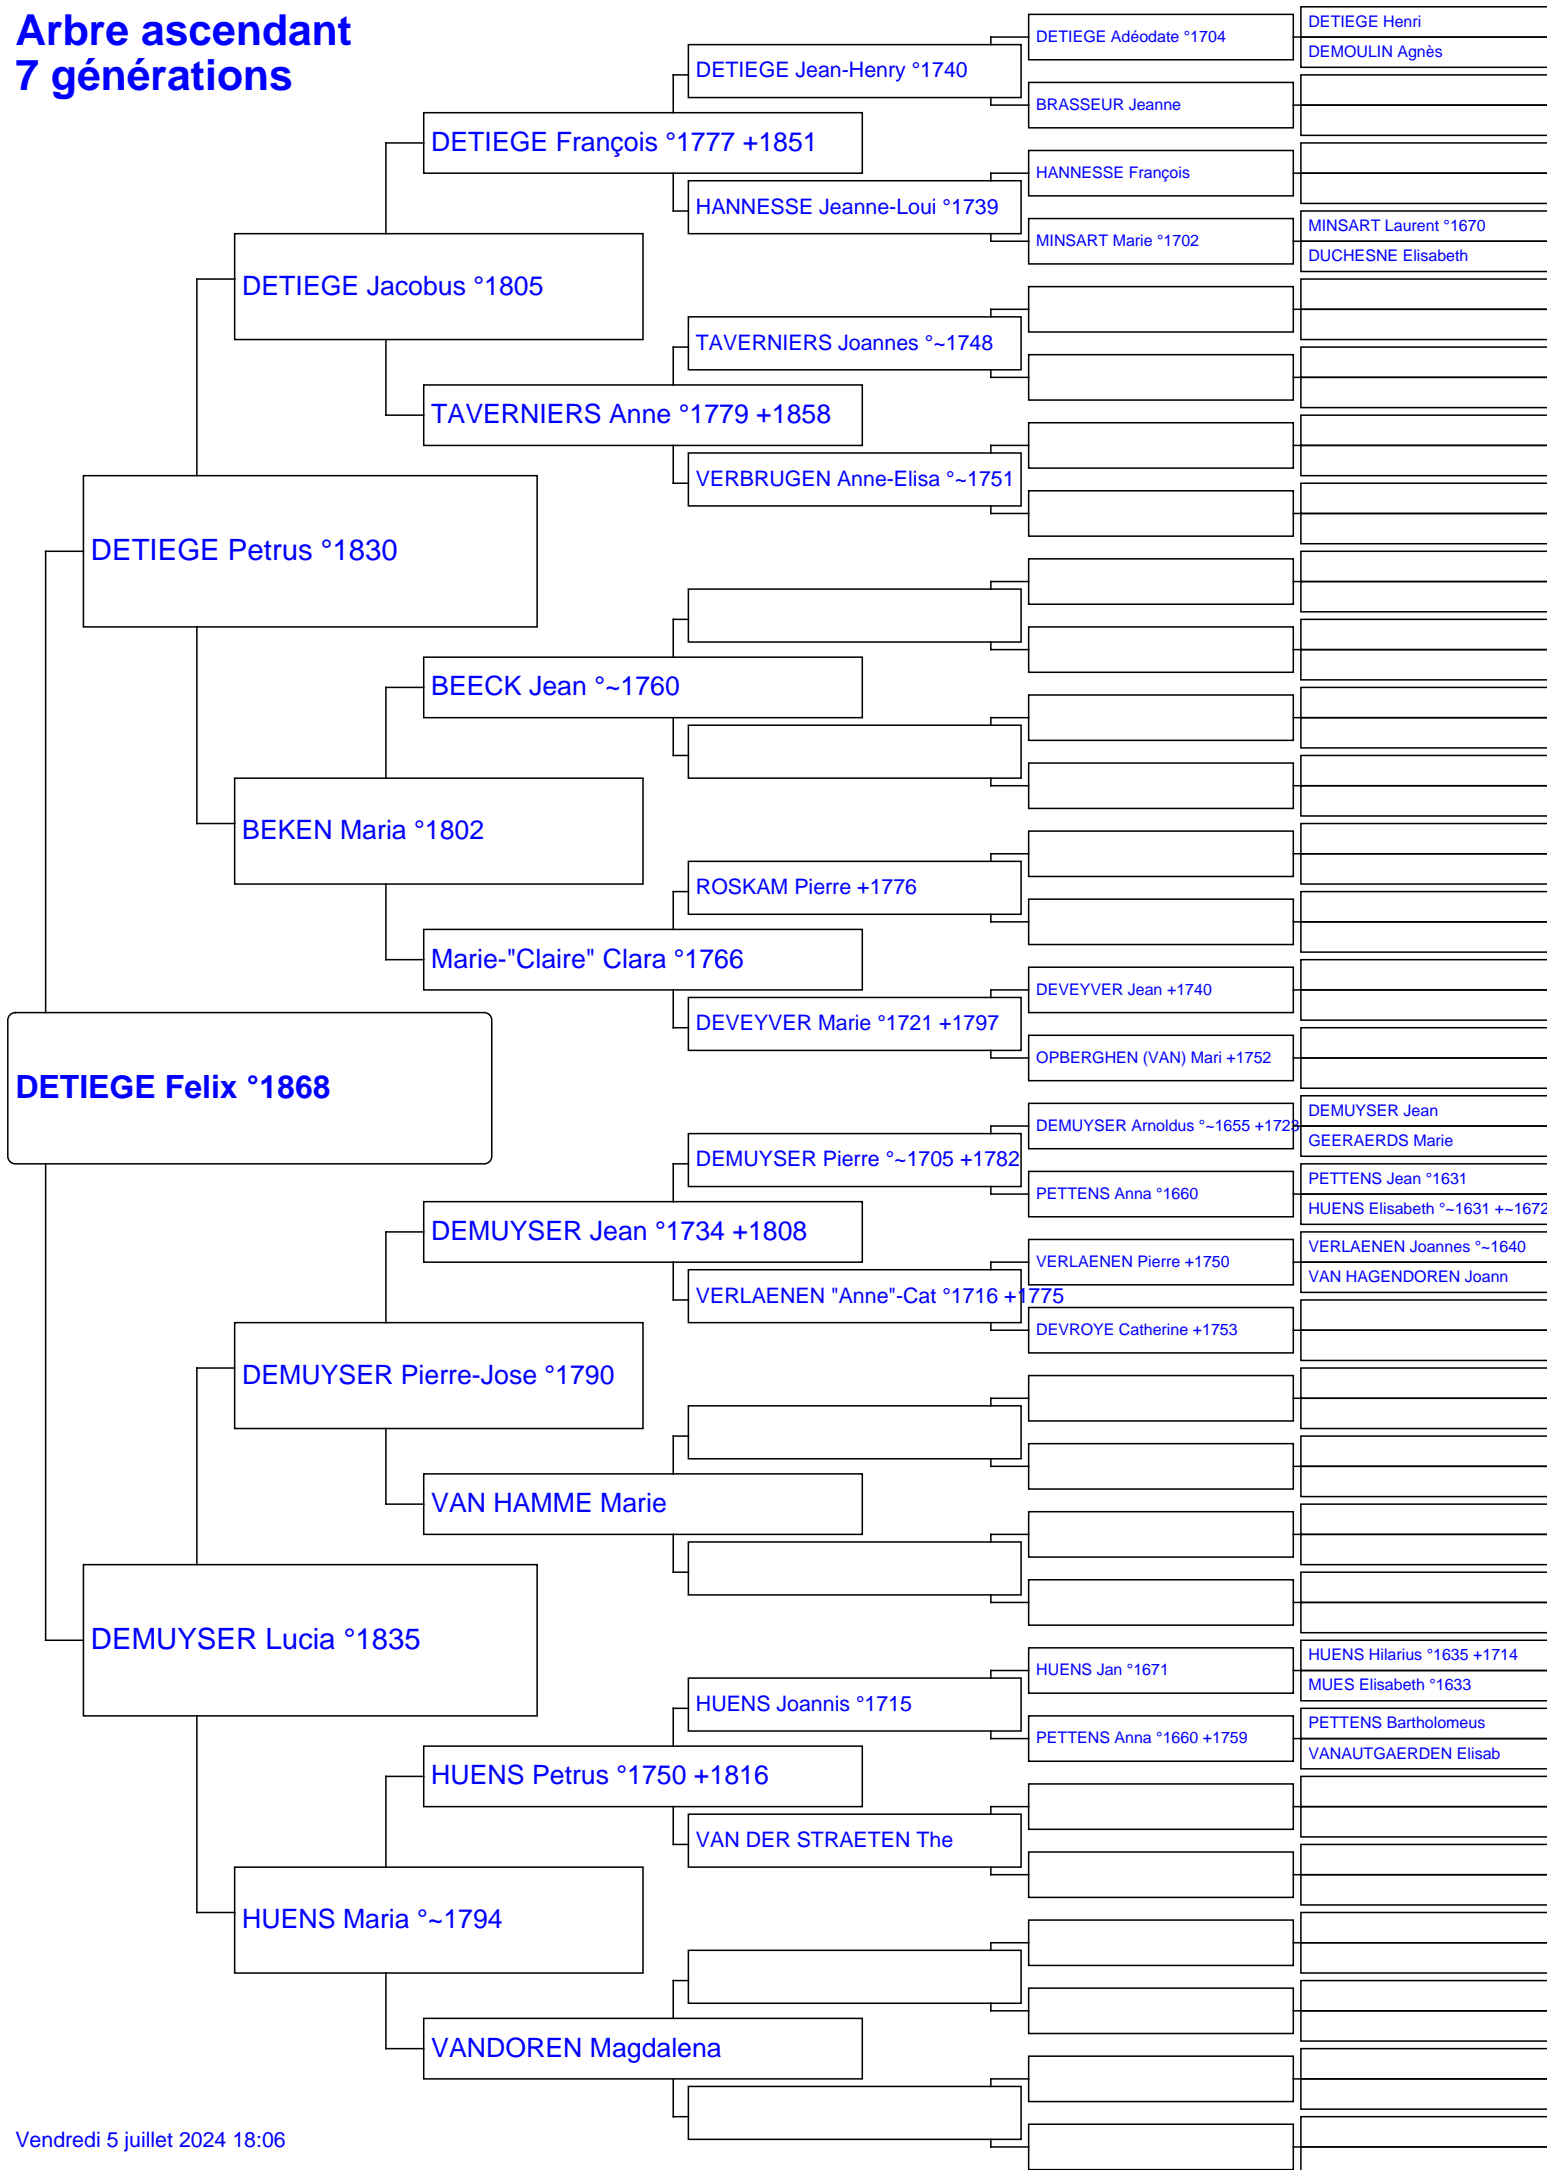 Arbre ascendant
7 générations
DETIEGE Felix °1868
DETIEGE Petrus °1830
DEMUYSER Lucia °1835
DETIEGE Jacobus °1805
BEKEN Maria °1802
DEMUYSER Pierre-Jose °1790
HUENS Maria °~1794
DETIEGE François °1777 +1851
TAVERNIERS Anne °1779 +1858
BEECK Jean °~1760
Marie-"Claire" Clara °1766
DEMUYSER Jean °1734 +1808
VAN HAMME Marie
HUENS Petrus °1750 +1816
VANDOREN Magdalena
DETIEGE Jean-Henry °1740
HANNESSE Jeanne-Loui °1739
TAVERNIERS Joannes °~1748
VERBRUGEN Anne-Elisa °~1751
ROSKAM Pierre +1776
DEVEYVER Marie °1721 +1797
DEMUYSER Pierre °~1705 +1782
VERLAENEN "Anne"-Cat °1716 +1775
HUENS Joannis °1715
VAN DER STRAETEN The
DETIEGE Adéodate °1704
BRASSEUR Jeanne
HANNESSE François
MINSART Marie °1702
DEVEYVER Jean +1740
OPBERGHEN (VAN) Mari +1752
DEMUYSER Arnoldus °~1655 +1723
PETTENS Anna °1660
VERLAENEN Pierre +1750
DEVROYE Catherine +1753
HUENS Jan °1671
PETTENS Anna °1660 +1759
DETIEGE Henri
DEMOULIN Agnès
MINSART Laurent °1670
DUCHESNE Elisabeth
DEMUYSER Jean
GEERAERDS Marie
PETTENS Jean °1631
HUENS Elisabeth °~1631 +~1672
VERLAENEN Joannes °~1640
VAN HAGENDOREN Joann
HUENS Hilarius °1635 +1714
MUES Elisabeth °1633
PETTENS Bartholomeus
VANAUTGAERDEN Elisab
Vendredi 5 juillet 2024 18:06